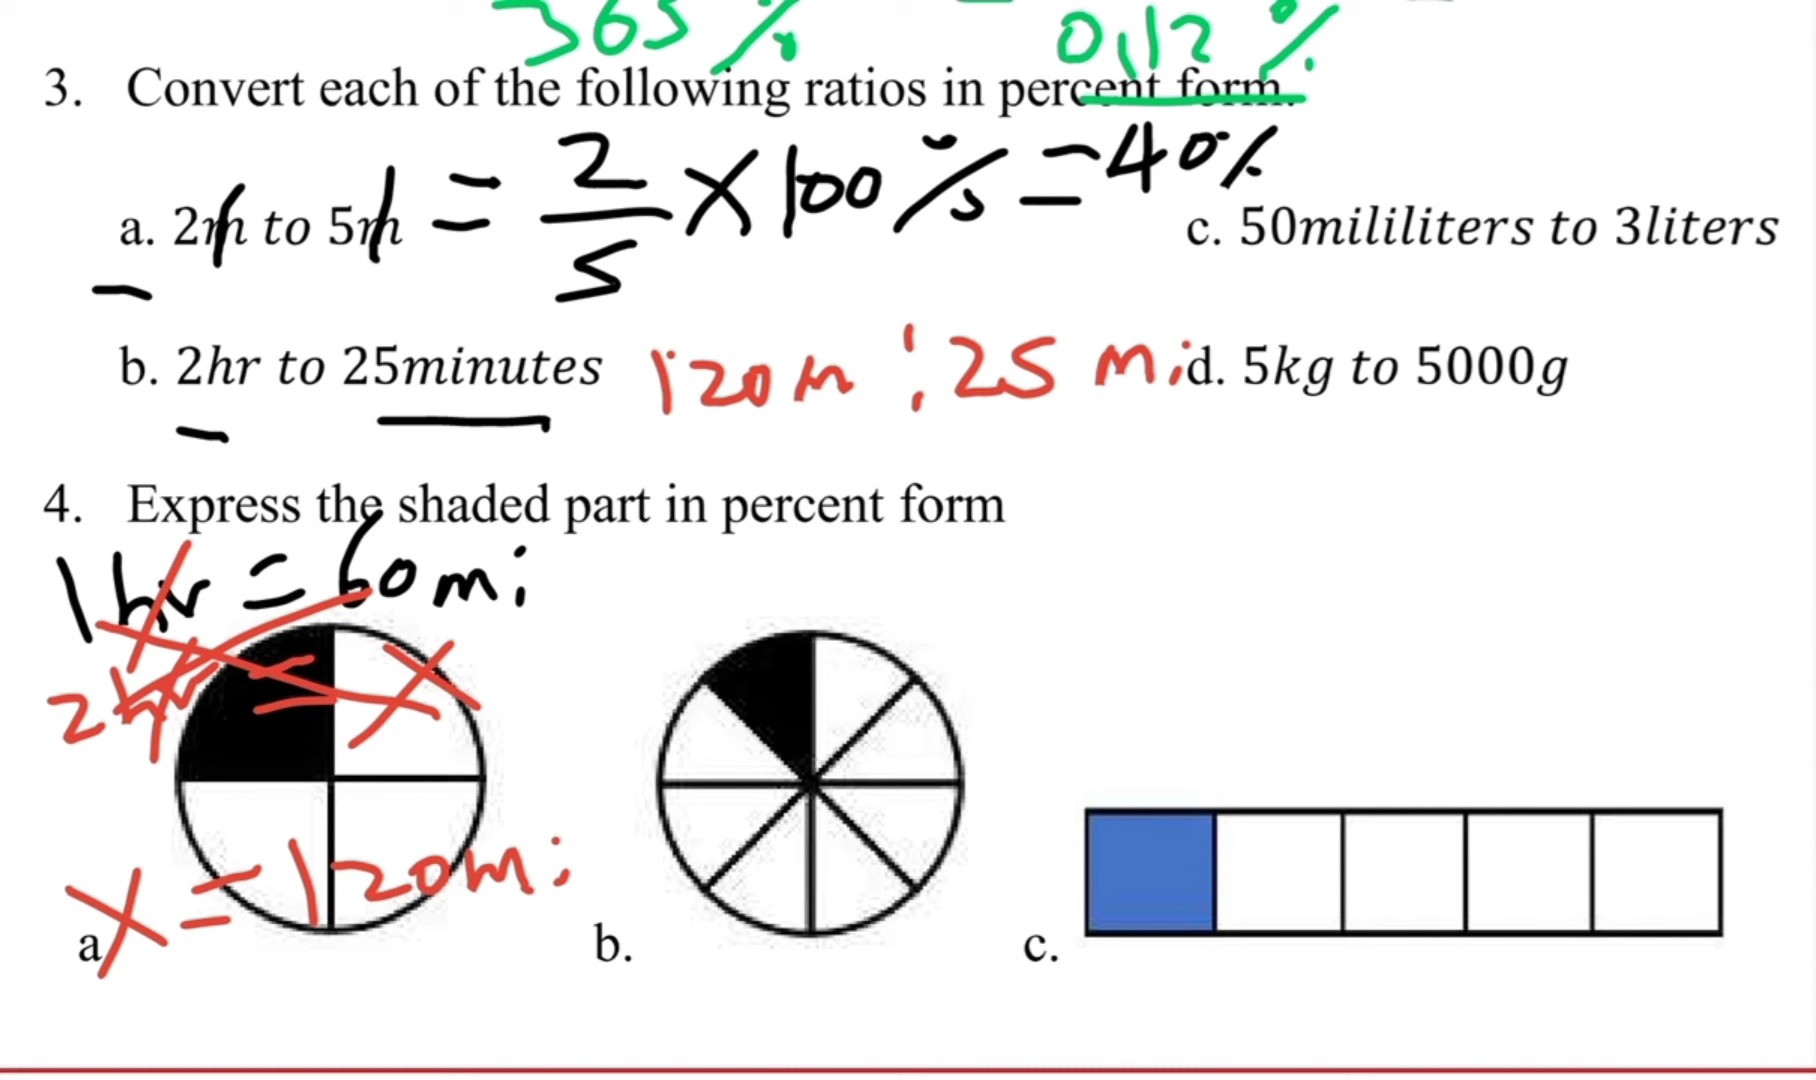 365%
0,12%
3. Convert each of the following ratios in percent form.
a. 2m to 5m = 2/5 X 100% = 40%
c. 50mililiters to 3liters
b. 2hr to 25minutes 120m : 25 mi
d. 5kg to 5000g
4. Express the shaded part in percent form
1hr = 60mi
2hr = X
X = 120mi
a
b.
c.